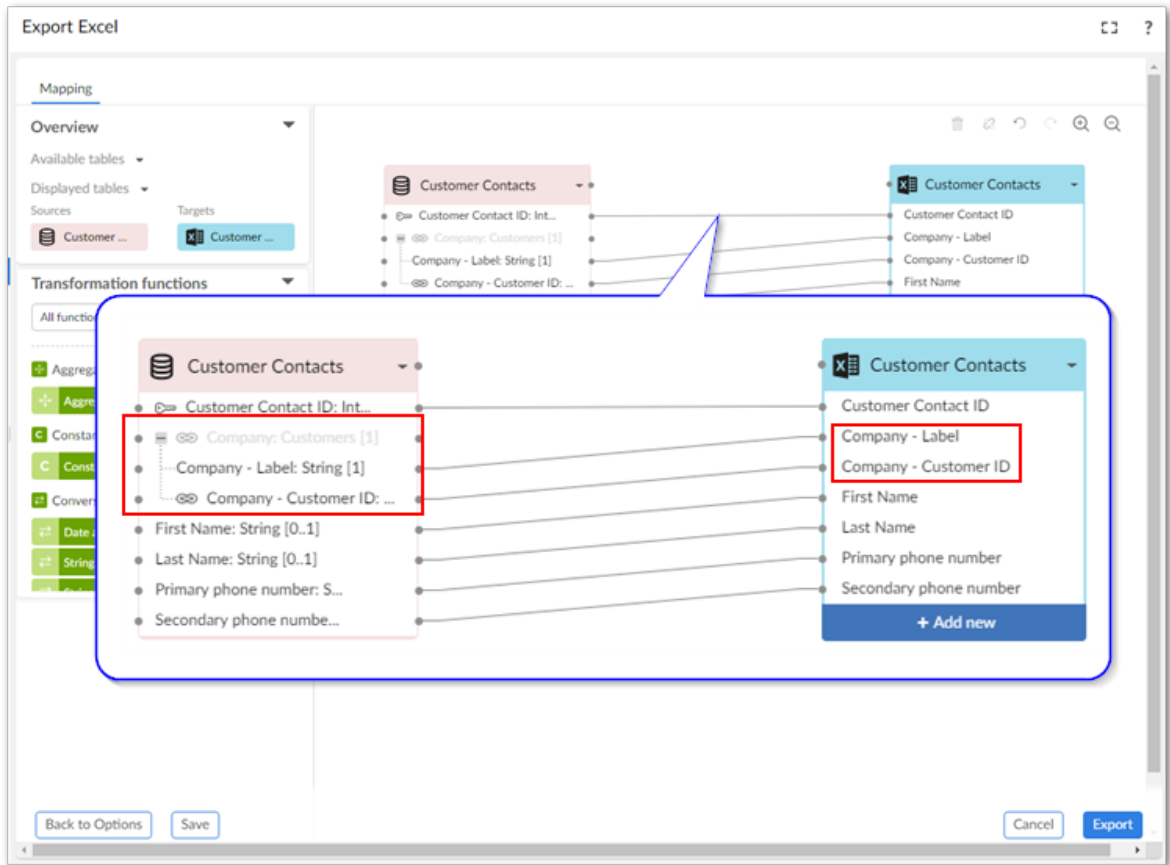 Export Excel
?
Mapping
Overview
Available tables
Displayed tables
Sources Targets
Customer ... Customer ...
Transformation functions
All functio
Aggrega
Aggre
C Constan
C Const
Convers
Date
String
Customer Contacts
Customer Contact ID: Int...
Company: Customers [1]
Company - Label: String [1]
Company - Customer ID: ...
Customer Contacts
Customer Contact ID
Company - Label
Company - Customer ID
First Name
Customer Contacts
Customer Contact ID: Int...
Company: Customers [1]
Company - Label: String [1]
Company - Customer ID: ...
First Name: String [0..1]
Last Name: String [0..1]
Primary phone number: S...
Secondary phone numbe...
Customer Contacts
Customer Contact ID
Company - Label
Company - Customer ID
First Name
Last Name
Primary phone number
Secondary phone number
+ Add new
Back to Options Save Cancel Export